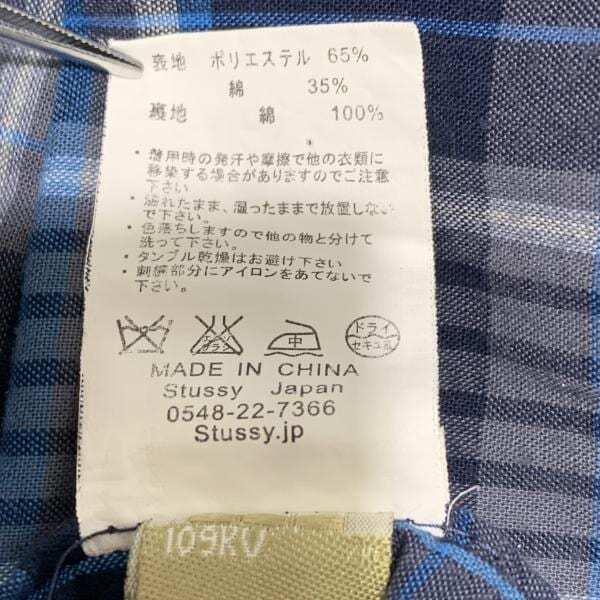 表地 ポリエステル 65%
綿 35%
裏地 綿 100%
・着用時の発汗や摩擦で他の衣類に
移染する場合がありますのでご注意
下さい
・濡れたまま、湿ったままで放置しない
で下さい
・色落ちしますので他の物と分けて
洗って下さい
・タンブル乾燥はお避け下さい
・刺繍部分にアイロンをあてないで
下さい
エンソ
サラシ
中
ドライ
セキユ系
MADE IN CHINA
Stussy Japan
0548-22-7366
Stussy.jp
109KV